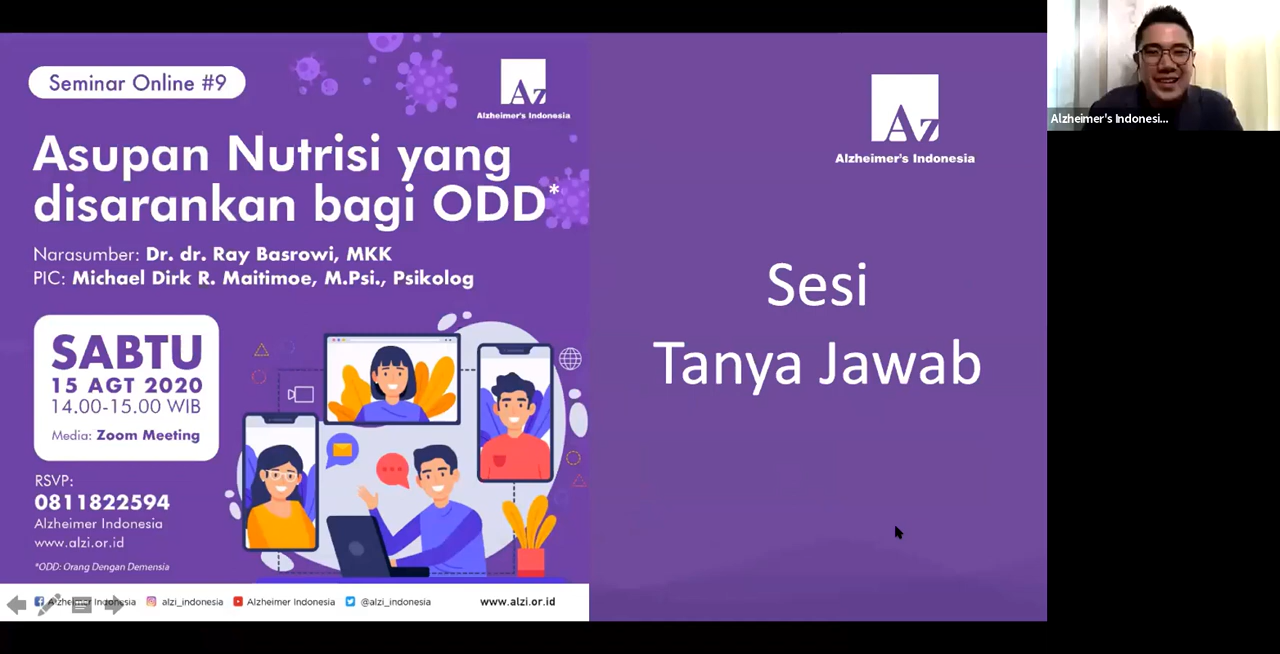 Seminar Online #9
Az
Alzheimer's Indonesia
Asupan Nutrisi yang
disarankan bagi ODD*
Narasumber: Dr. dr. Ray Basrowi, MKK
PIC: Michael Dirk R. Maitimoe, M.Psi., Psikolog
SABTU
15 AGT 2020
14.00-15.00 WIB
Media: Zoom Meeting
RSVP:
0811822594
Alzheimer Indonesia
www.alzi.or.id
*ODD: Orang Dengan Demensia
Alzheimer Indonesia alzi_indonesia Alzheimer Indonesia @alzi_indonesia www.alzi.or.id
Az
Alzheimer's Indonesia
Sesi
Tanya Jawab
Alzheimer's Indonesi...